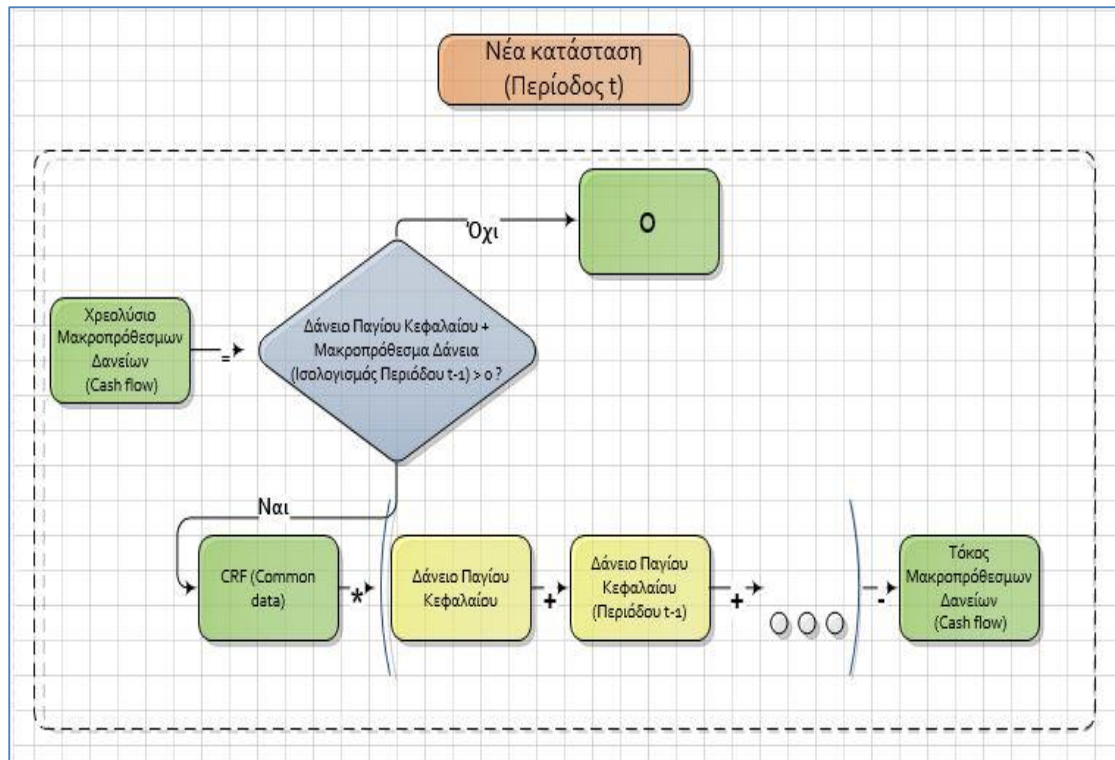 Νέα κατάσταση
(Περίοδος t)
0
Όχι
Χρεολύσιο
Μακροπρόθεσμων
Δανείων
(Cash flow)
=
Δάνειο Παγίου Κεφαλαίου +
Μακροπρόθεσμα Δάνεια
(Ισολογισμός Περιόδου t-1) > 0 ?
Ναι
CRF (Common
data)
*
(
Δάνειο Παγίου
Κεφαλαίου
+
Δάνειο Παγίου
Κεφαλαίου
(Περιόδου t-1)
+
)
-
Τόκος
Μακροπρόθεσμων
Δανείων
(Cash flow)